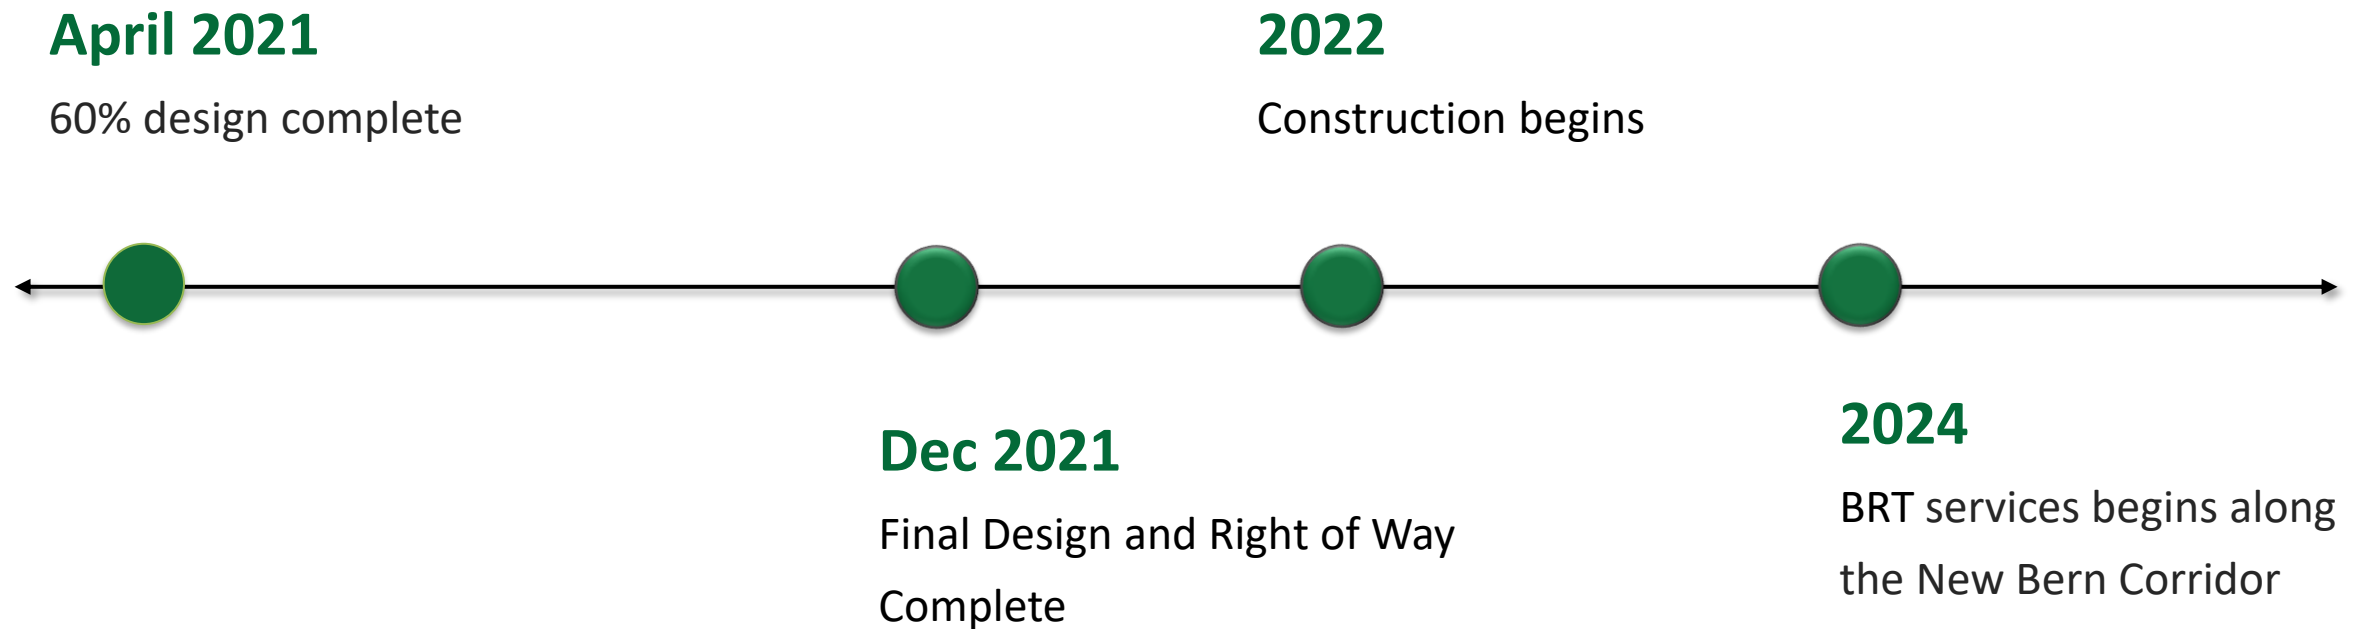 April 2021
60% design complete
2022
Construction begins
Dec 2021
Final Design and Right of Way
Complete
2024
BRT services begins along
the New Bern Corridor